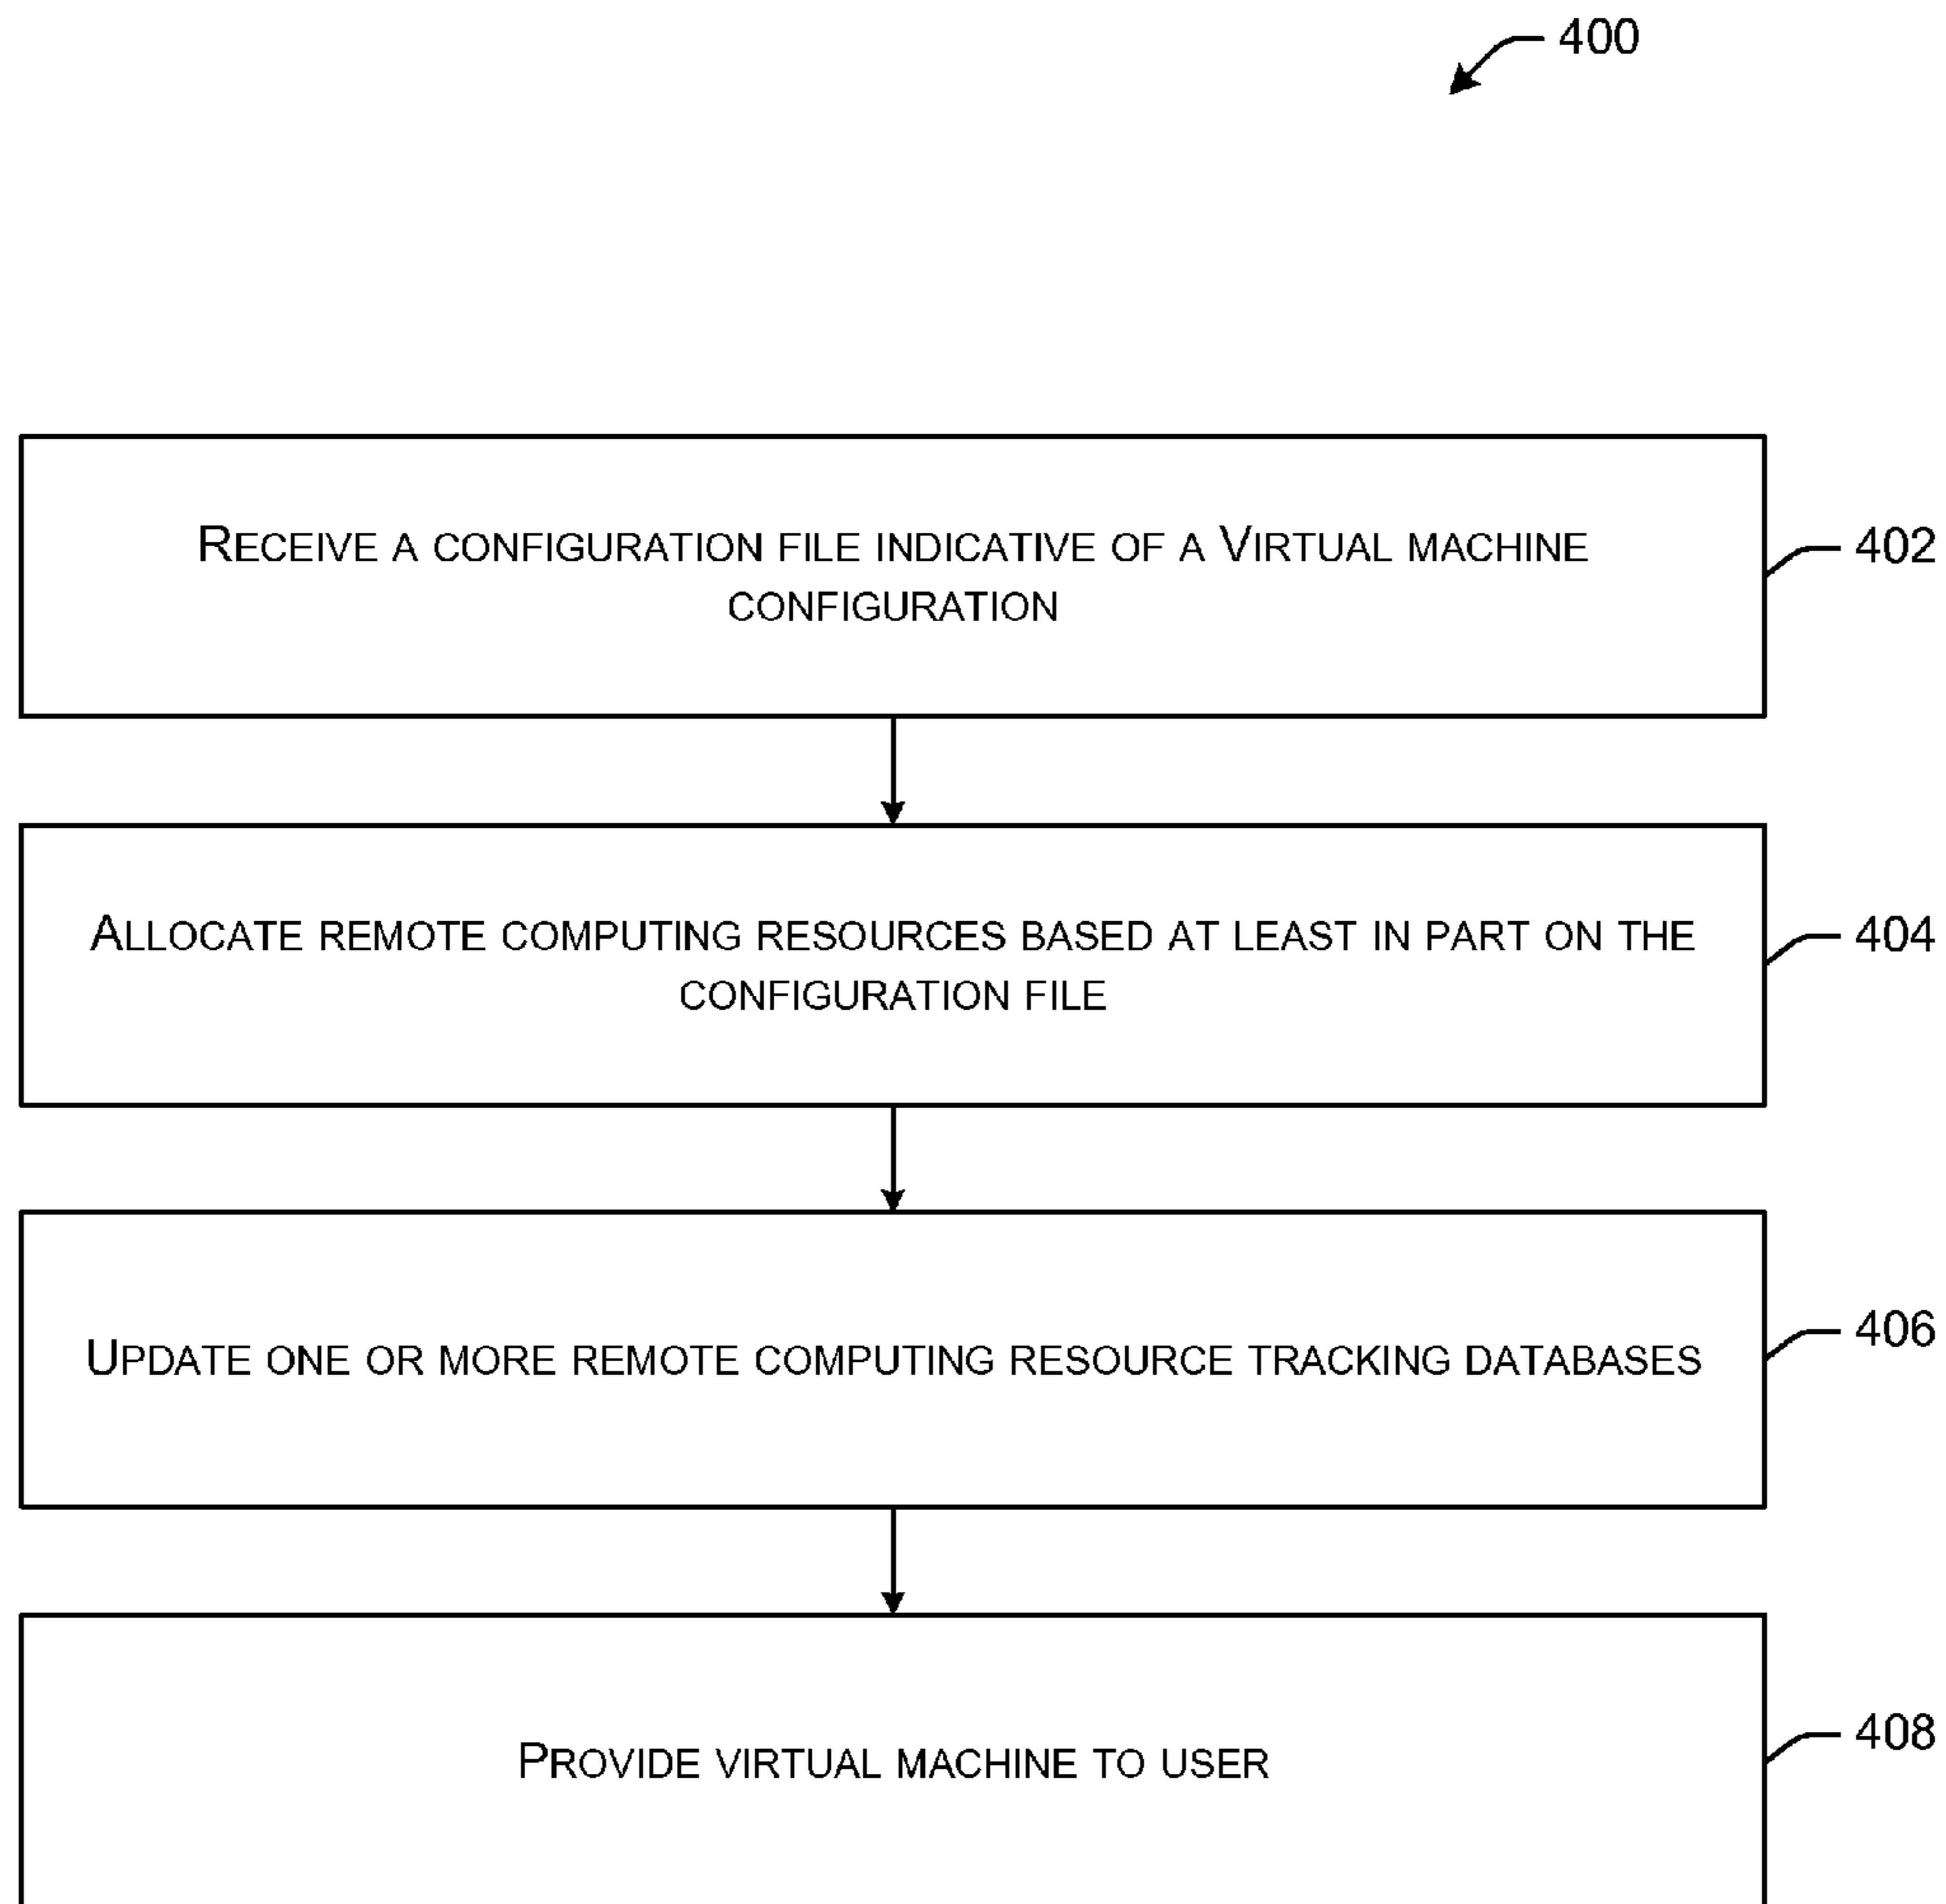 400
RECEIVE A CONFIGURATION FILE INDICATIVE OF A VIRTUAL MACHINE
CONFIGURATION
402
ALLOCATE REMOTE COMPUTING RESOURCES BASED AT LEAST IN PART ON THE
CONFIGURATION FILE
404
UPDATE ONE OR MORE REMOTE COMPUTING RESOURCE TRACKING DATABASES
406
PROVIDE VIRTUAL MACHINE TO USER
408